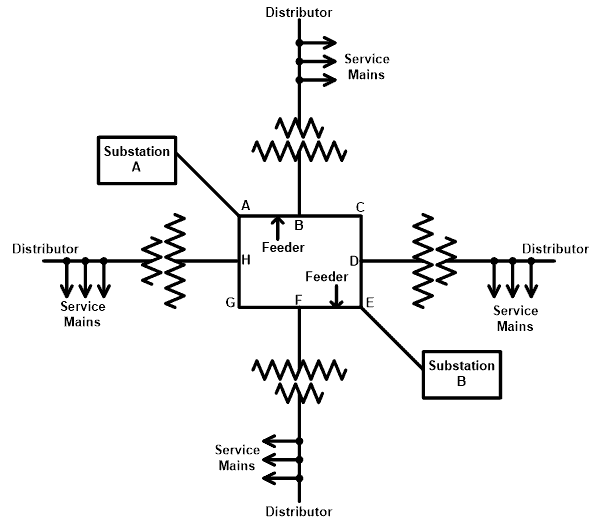 Distributor
Service
Mains
Substation
A
A
C
B
Feeder
Distributor
H
D
Distributor
Feeder
Service
Mains
G
F
E
Service
Mains
Substation
B
Service
Mains
Distributor